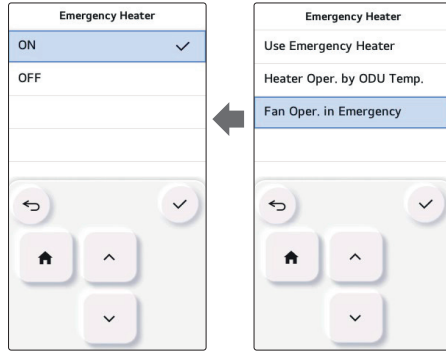 Emergency Heater
ON
OFF
Emergency Heater
Use Emergency Heater
Heater Oper. by ODU Temp.
Fan Oper. in Emergency